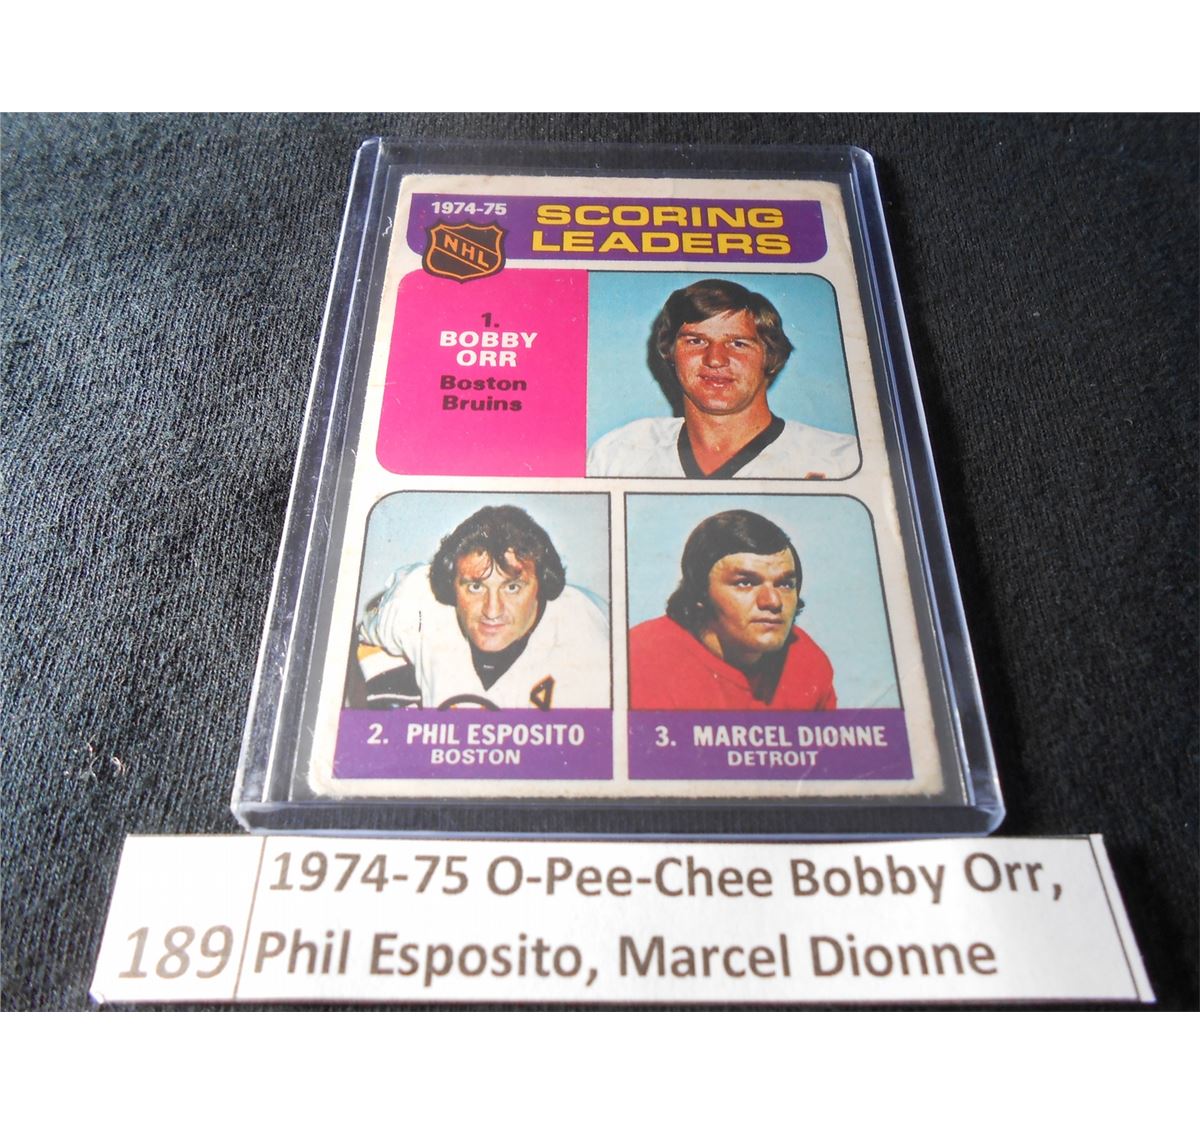 1974-75
SCORING
LEADERS
NHL
1.
BOBBY
ORR
Boston
Bruins
2. PHIL ESPOSITO
BOSTON
3. MARCEL DIONNE
DETROIT
189
1974-75 O-Pee-Chee Bobby Orr,
Phil Esposito, Marcel Dionne